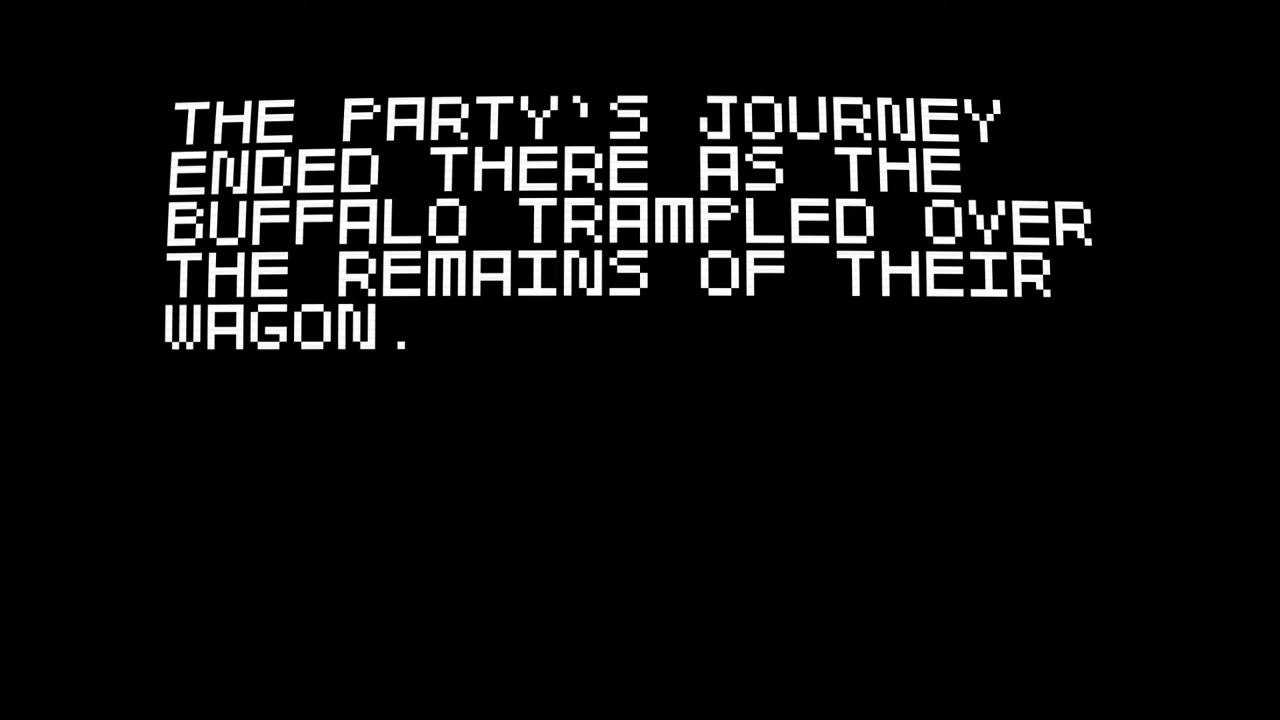 THE PARTY'S JOURNEY
ENDED THERE AS THE
BUFFALO TRAMPLED OVER
THE REMAINS OF THEIR
WAGON.